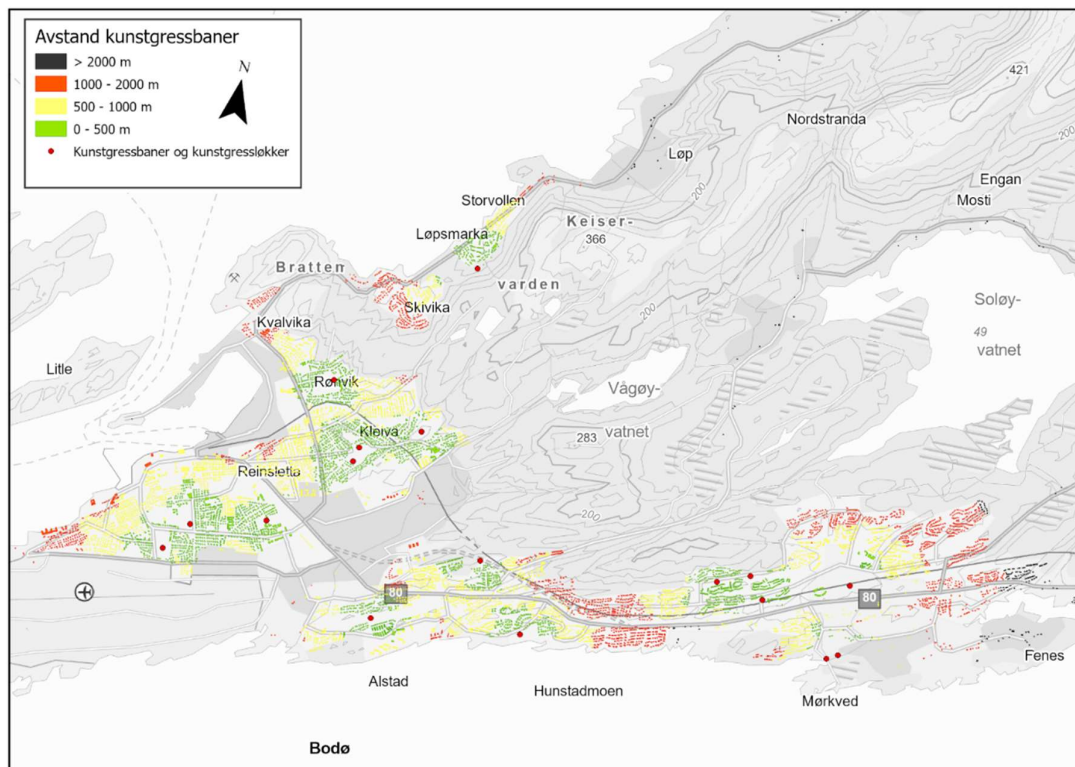 Avstand kunstgressbaner
> 2000 m
1000 - 2000 m
500 - 1000 m
0 - 500 m
Kunstgressbaner og kunstgressløkker
N
421
Nordstranda
Løp
200
Engan
Mosti
Storvollen
Keiser-
366
Løpsmarka
Bratten
varden
Skivika
200
200
Soløy-
49
vatnet
Kvalvika
Litle
Rønvik
Vågøy-
Kleiva
283
vatnet
Reinsletta
200
80
80
Fenes
Alstad
Hunstadmoen
Mørkved
Bodø